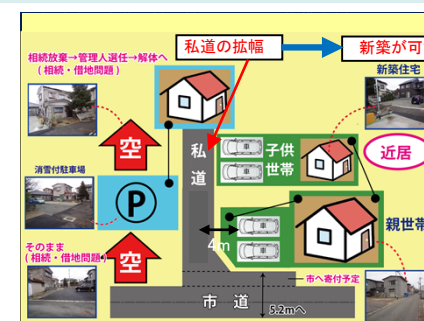 私道の拡幅
新築が可
相続放棄→管理人選任→解体へ
(相続・借地問題)
新築住宅
空
私道
子供
世帯
近居
消雪付駐車場
P
4m
親世帯
そのまま
(相続・借地問題)
空
市へ寄付予定
市 道
5.2mへ